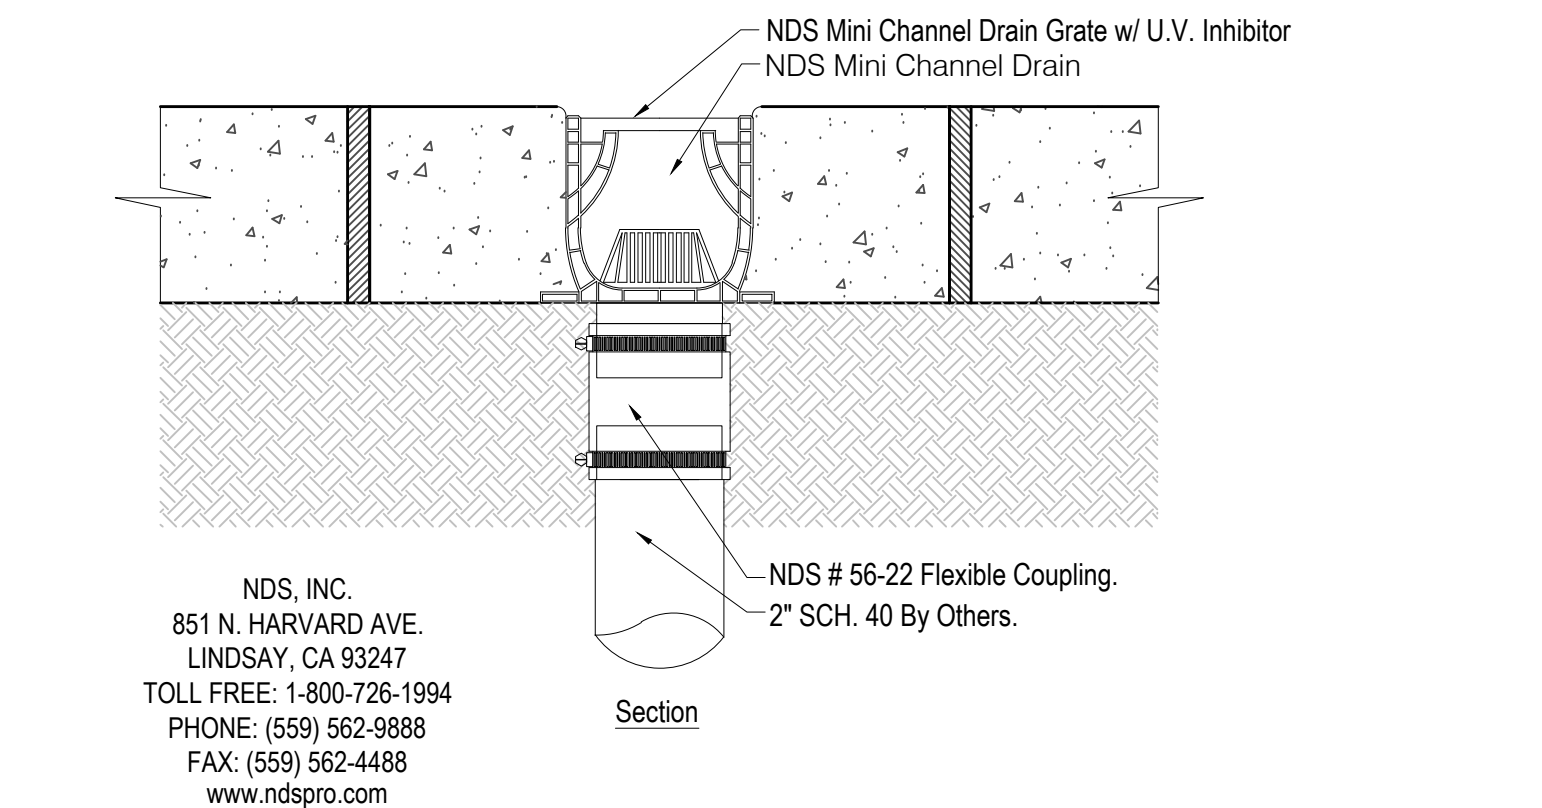 NDS Mini Channel Drain Grate w/ U.V. Inhibitor
NDS Mini Channel Drain
NDS # 56-22 Flexible Coupling.
2" SCH. 40 By Others.
NDS, INC.
851 N. HARVARD AVE.
LINDSAY, CA 93247
TOLL FREE: 1-800-726-1994
PHONE: (559) 562-9888
FAX: (559) 562-4488
www.ndspro.com
Section